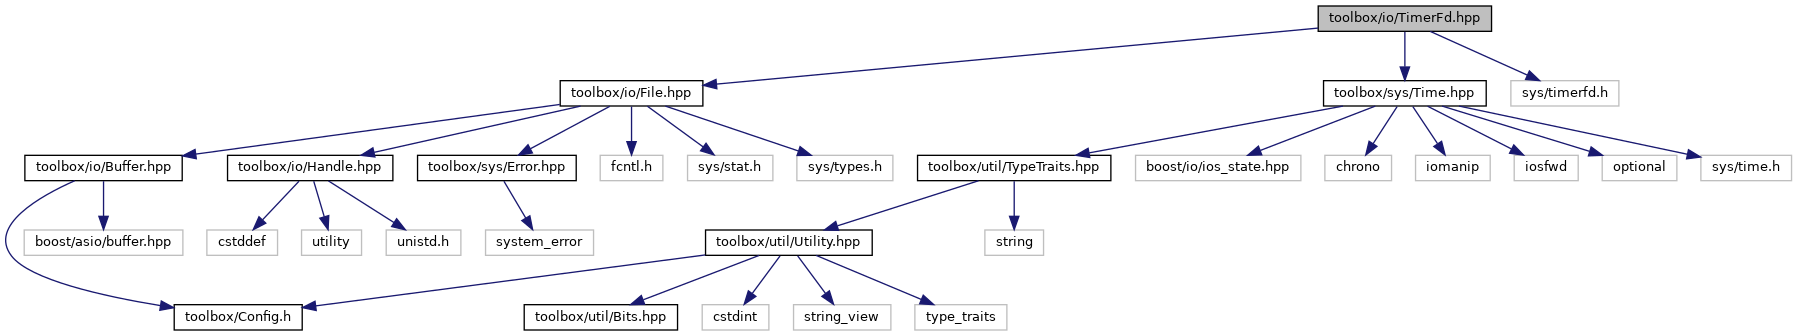 toolbox/io/TimerFd.hpp
toolbox/io/File.hpp
toolbox/sys/Time.hpp
sys/timerfd.h
toolbox/io/Buffer.hpp
toolbox/io/Handle.hpp
toolbox/sys/Error.hpp
fcntl.h
sys/stat.h
sys/types.h
toolbox/util/TypeTraits.hpp
boost/io/ios_state.hpp
chrono
iomanip
iosfwd
optional
sys/time.h
boost/asio/buffer.hpp
cstddef
utility
unistd.h
system_error
toolbox/util/Utility.hpp
string
toolbox/Config.h
toolbox/util/Bits.hpp
cstdint
string_view
type_traits